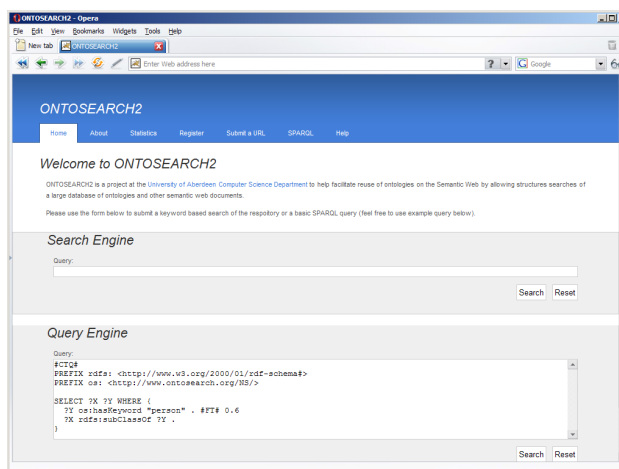 ONTOSEARCH2 - Opera
File Edit View Bookmarks Widgets Tools Help
New tab ONTOSEARCH2
Enter Web address here ? G Google
ONTOSEARCH2
Home About Statistics Register Submit a URL SPARQL Help
Welcome to ONTOSEARCH2
ONTOSEARCH2 is a project at the University of Aberdeen Computer Science Department to help facilitate reuse of ontologies on the Semantic Web by allowing structures searches of
a large database of ontologies and other semantic web documents.
Please use the form below to submit a keyword based search of the respoitory or a basic SPARQL query (feel free to use example query below).
Search Engine
Query:
Search Reset
Query Engine
Query:
#CTQ#
PREFIX rdfs: <http://www.w3.org/2000/01/rdf-schema#>
PREFIX os: <http://www.ontosearch.org/NS/>
SELECT ?X ?Y WHERE {
?Y os:hasKeyword "person" . #FT# 0.6
?X rdfs:subClassOf ?Y .
}
Search Reset